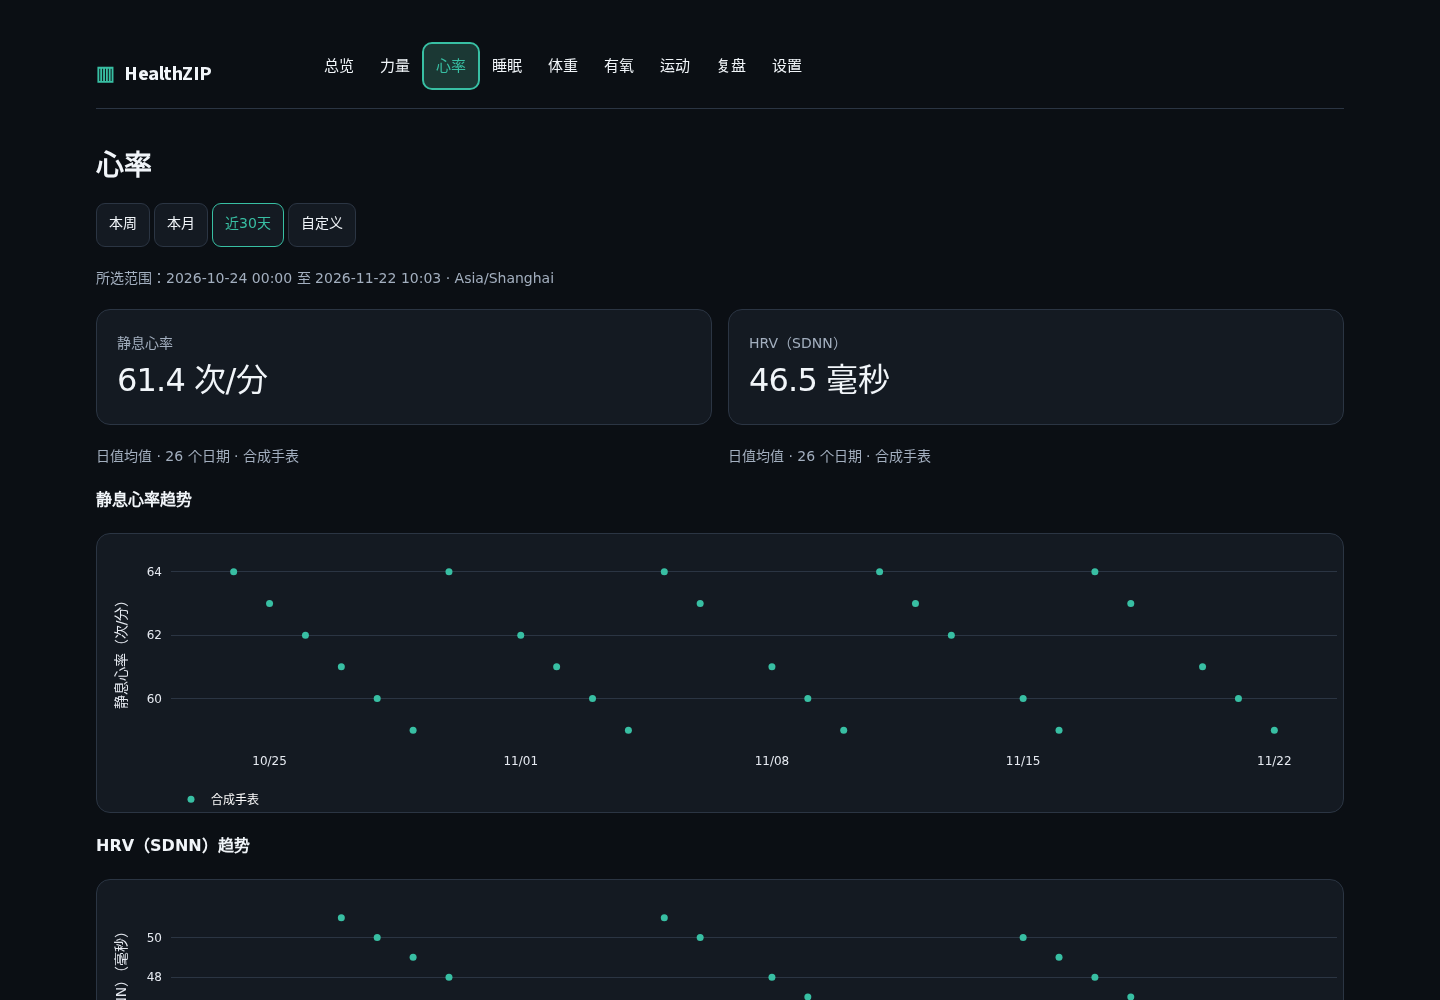 HealthZIP
总览 力量 心率 睡眠 体重 有氧 运动 复盘 设置
心率
本周 本月 近30天 自定义
所选范围：2026-10-24 00:00 至 2026-11-22 10:03 · Asia/Shanghai
静息心率
61.4 次/分
HRV（SDNN）
46.5 毫秒
日值均值 · 26 个日期 · 合成手表
日值均值 · 26 个日期 · 合成手表
静息心率趋势
静息心率（次/分）
64
62
60
10/25 11/01 11/08 11/15 11/22
合成手表
HRV（SDNN）趋势
NN）（毫秒）
50
48